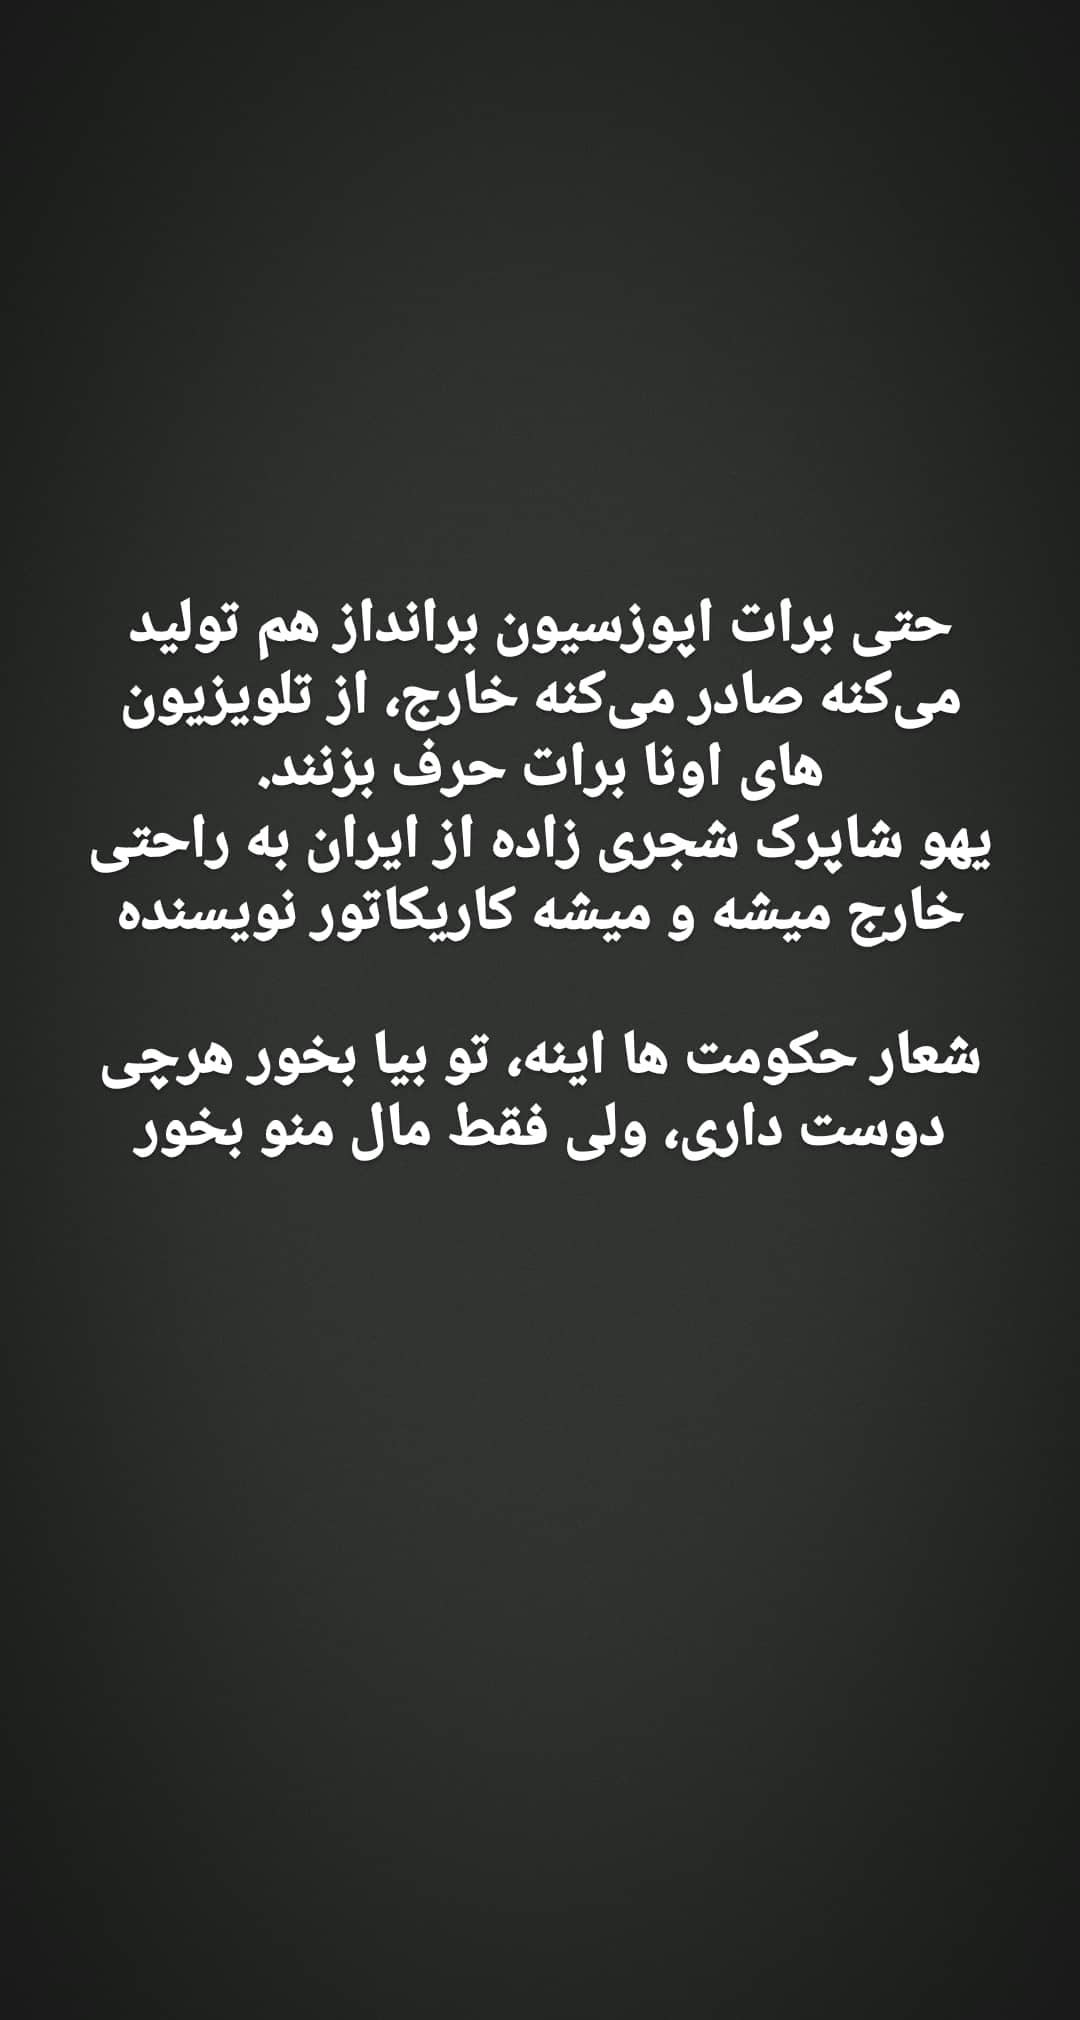 حتی برات اپوزسیون برانداز هم تولید
می‌کنه صادر می‌کنه خارج، از تلویزیون
های اونا برات حرف بزنند.
یهو شاپرک شجری زاده از ایران به راحتی
خارج میشه و میشه کاریکاتور نویسنده
شعار حکومت ها اینه، تو بیا بخور هرچی
دوست داری، ولی فقط مال منو بخور